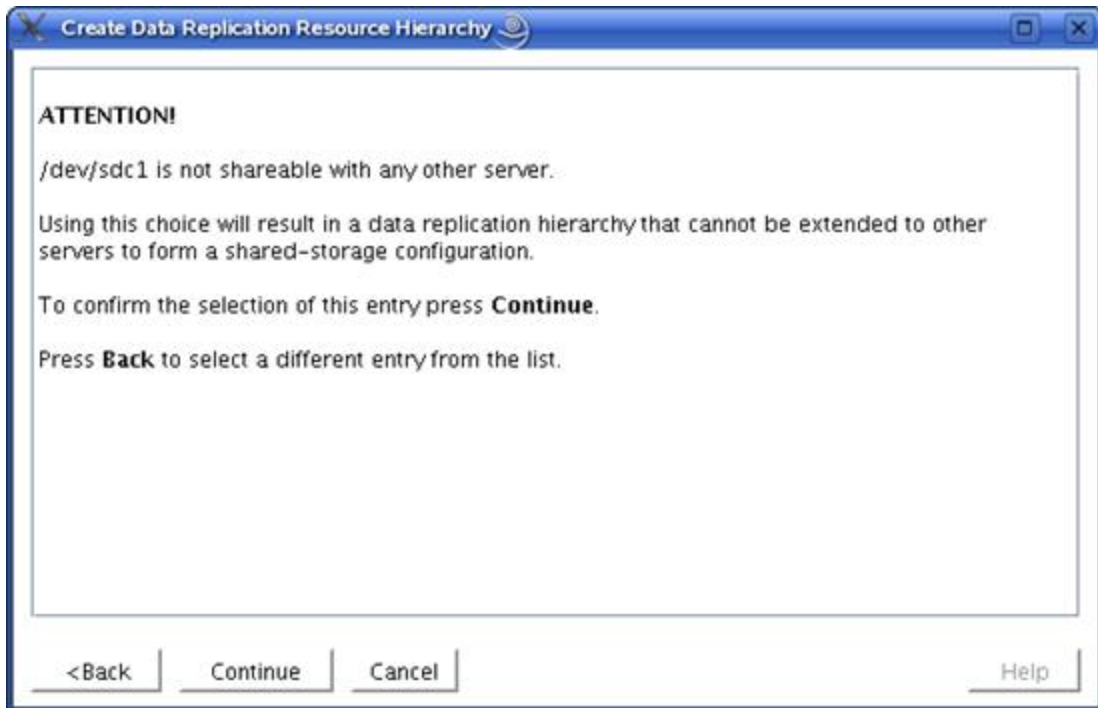 Create Data Replication Resource Hierarchy
ATTENTION!
/dev/sdc1 is not shareable with any other server.
Using this choice will result in a data replication hierarchy that cannot be extended to other
servers to form a shared-storage configuration.
To confirm the selection of this entry press Continue.
Press Back to select a different entry from the list.
<Back Continue Cancel Help